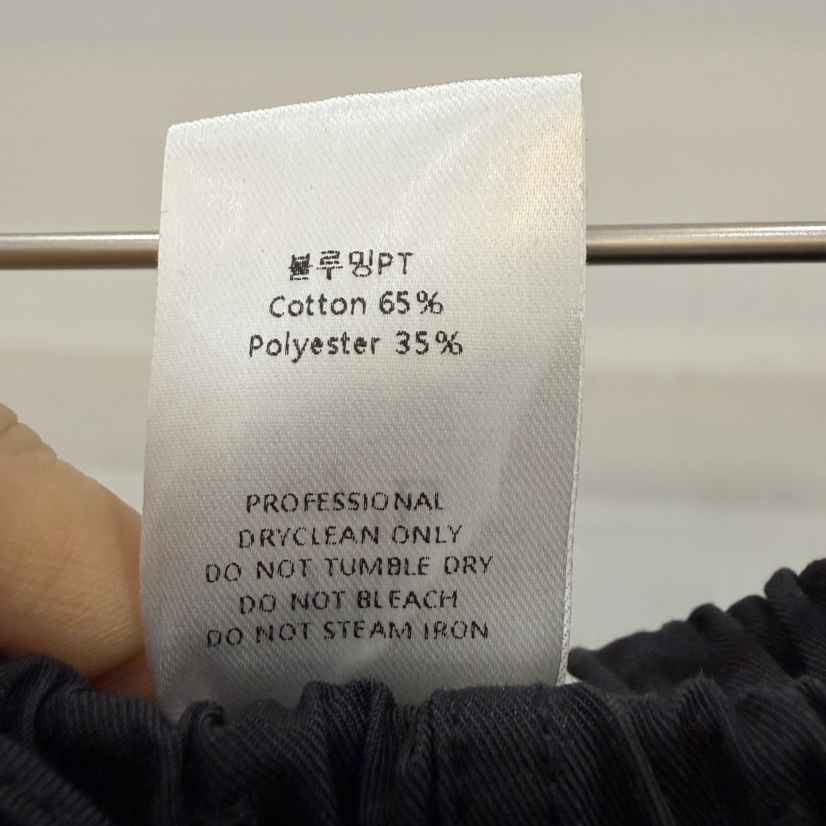 블루밍PT
Cotton 65%
Polyester 35%
PROFESSIONAL
DRYCLEAN ONLY
DO NOT TUMBLE DRY
DO NOT BLEACH
DO NOT STEAM IRON